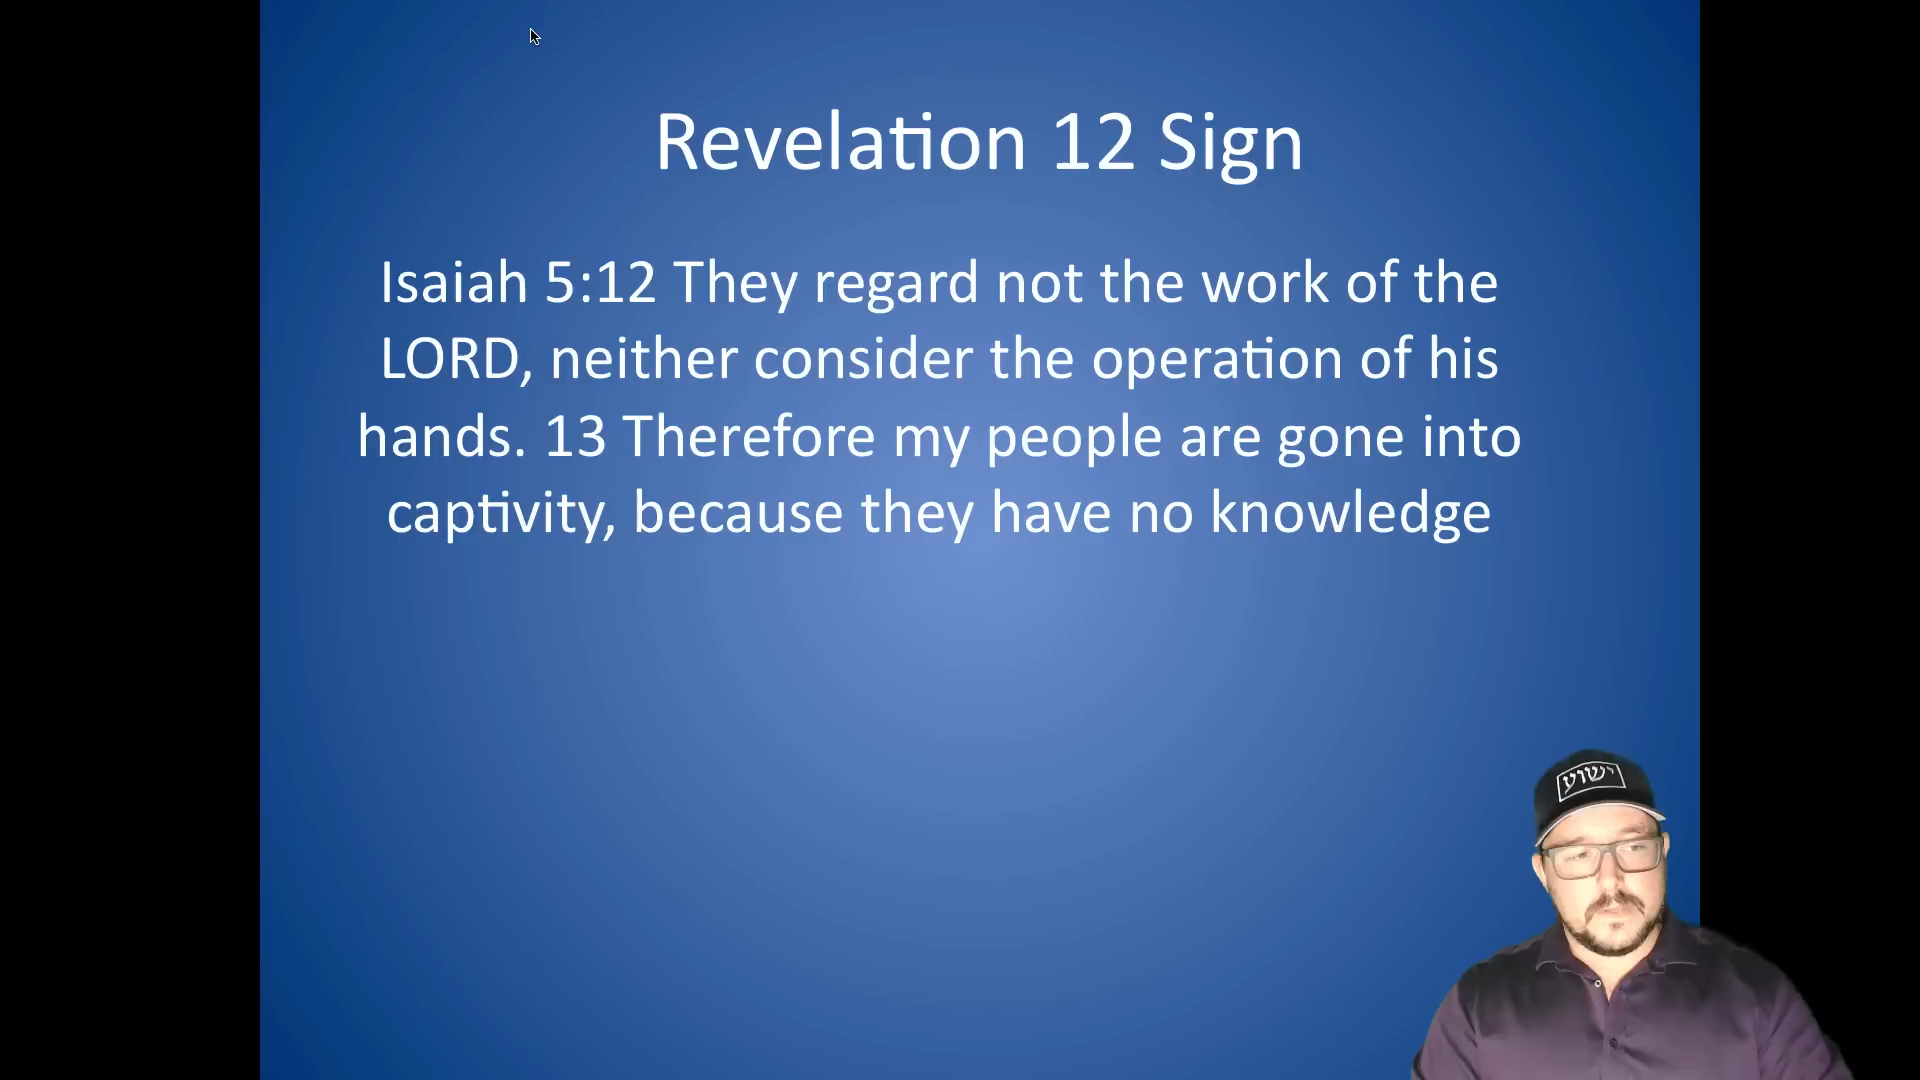 Revelation 12 Sign
Isaiah 5:12 They regard not the work of the
LORD, neither consider the operation of his
hands. 13 Therefore my people are gone into
captivity, because they have no knowledge
ישוע